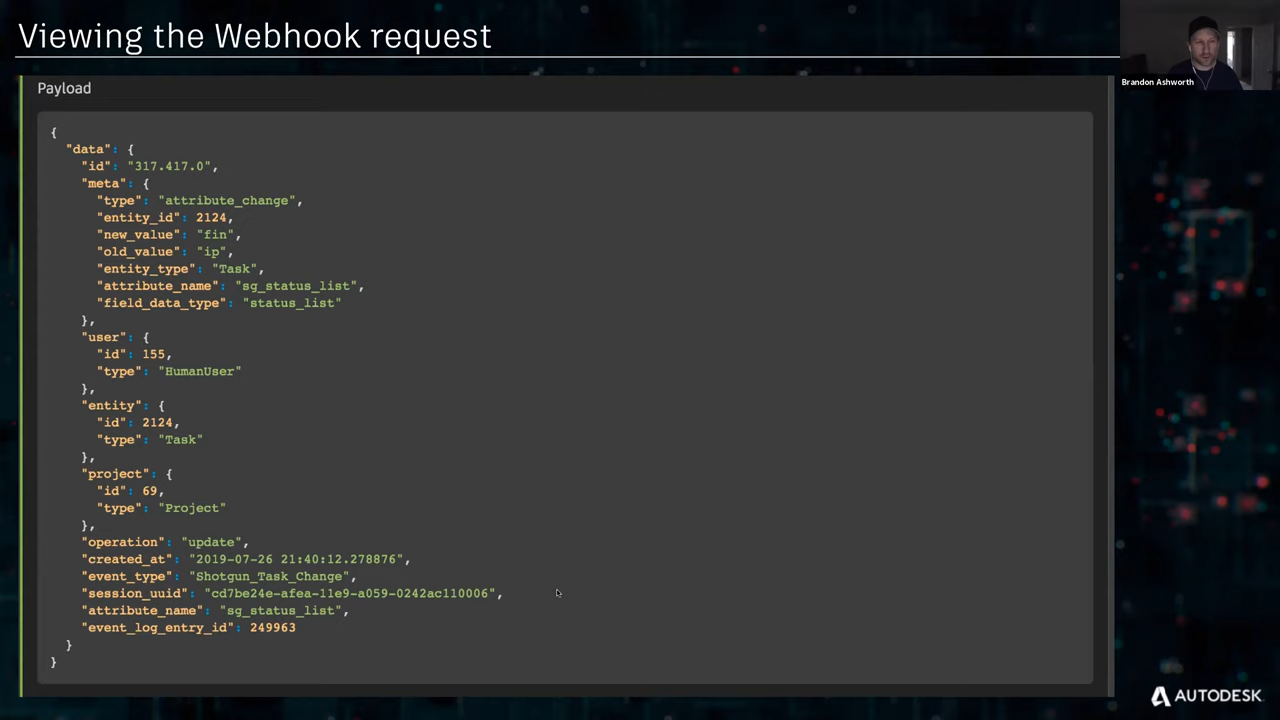 Viewing the Webhook request
Brandon Ashworth
Payload
{
"data": {
"id": "317.417.0",
"meta": {
"type": "attribute_change",
"entity_id": 2124,
"new_value": "fin",
"old_value": "ip",
"entity_type": "Task",
"attribute_name": "sg_status_list",
"field_data_type": "status_list"
},
"user": {
"id": 155,
"type": "HumanUser"
},
"entity": {
"id": 2124,
"type": "Task"
},
"project": {
"id": 69,
"type": "Project"
},
"operation": "update",
"created_at": "2019-07-26 21:40:12.278876",
"event_type": "Shotgun_Task_Change",
"session_uuid": "cd7be24e-afea-11e9-a059-0242ac110006",
"attribute_name": "sg_status_list",
"event_log_entry_id": 249963
}
}
AUTODESK